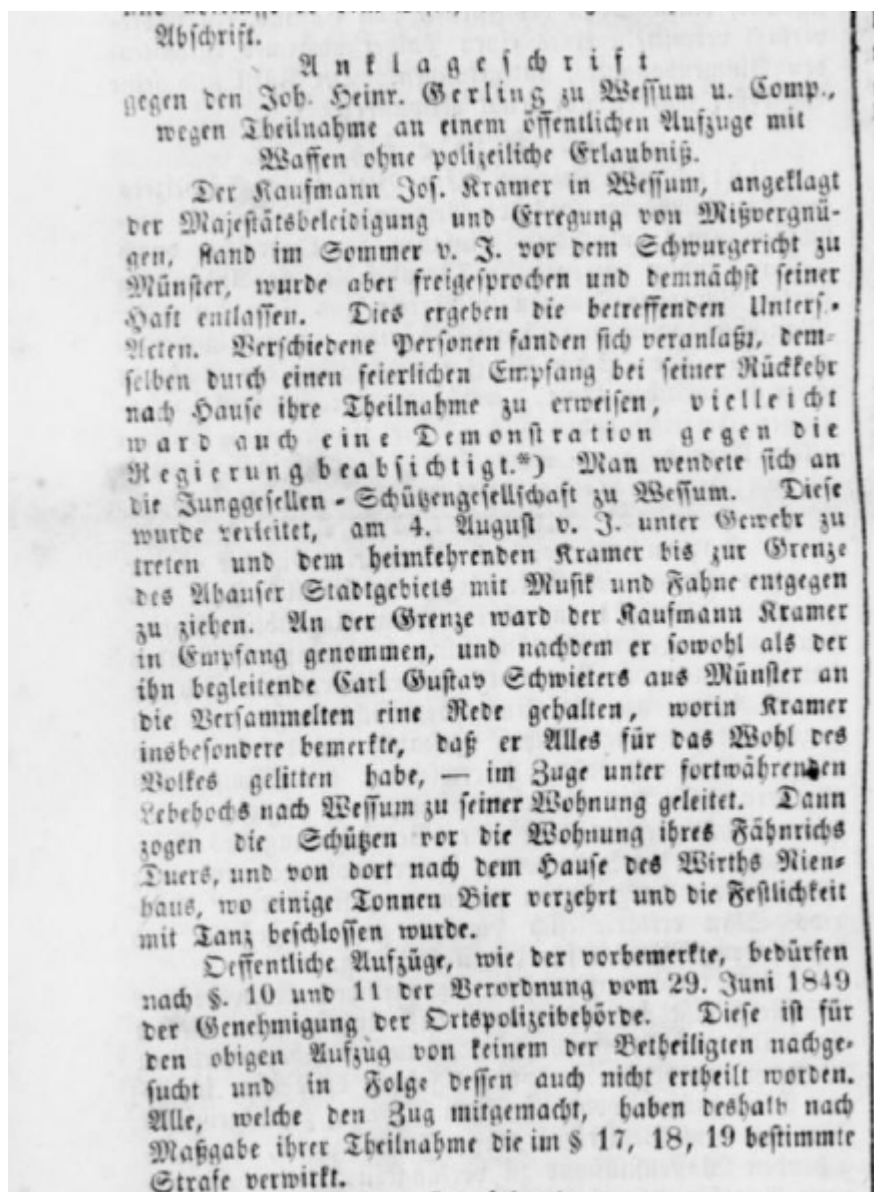 Abschrift.
Anklageschrift
gegen den Joh. Heinr. Gerling zu Wessum u. Comp.,
wegen Theilnahme an einem öffentlichen Aufzuge mit
Waffen ohne polizeiliche Erlaubniß.
Der Kaufmann Jos. Kramer in Wessum, angeklagt
der Majestätsbeleidigung und Erregung von Mißvergnü-
gen, stand im Sommer v. J. vor dem Schwurgericht zu
Münster, wurde aber freigesprochen und demnächst seiner
Haft entlassen. Dies ergeben die betreffenden Unters.-
Acten. Verschiedene Personen fanden sich veranlaßt, dem-
selben durch einen feierlichen Empfang bei seiner Rückkehr
nach Hause ihre Theilnahme zu erweisen, vielleicht
ward auch eine Demonstration gegen die
Regierung beabsichtigt.*) Man wendete sich an
die Junggesellen-Schützengesellschaft zu Wessum. Diese
wurde verleitet, am 4. August v. J. unter Gewehr zu
treten und dem heimkehrenden Kramer bis zur Grenze
des Ahauser Stadtgebiets mit Musik und Fahne entgegen
zu ziehen. An der Grenze ward der Kaufmann Kramer
in Empfang genommen, und nachdem er sowohl als der
ihn begleitende Carl Gustav Schwieters aus Münster an
die Versammelten eine Rede gehalten, worin Kramer
insbesondere bemerkte, daß er Alles für das Wohl des
Volkes gelitten habe, — im Zuge unter fortwährenden
Lebehochs nach Wessum zu seiner Wohnung geleitet. Dann
zogen die Schützen vor die Wohnung ihres Fähnrichs
Duers, und von dort nach dem Hause des Wirths Nien-
haus, wo einige Tonnen Bier verzehrt und die Festlichkeit
mit Tanz beschlossen wurde.
Oeffentliche Aufzüge, wie der vorbemerkte, bedürfen
nach §. 10 und 11 der Verordnung vom 29. Juni 1849
der Genehmigung der Ortspolizeibehörde. Diese ist für
den obigen Aufzug von keinem der Betheiligten nachge-
sucht und in Folge dessen auch nicht ertheilt worden.
Alle, welche den Zug mitgemacht, haben deshalb nach
Maßgabe ihrer Theilnahme die im § 17, 18, 19 bestimmte
Strafe verwirkt.